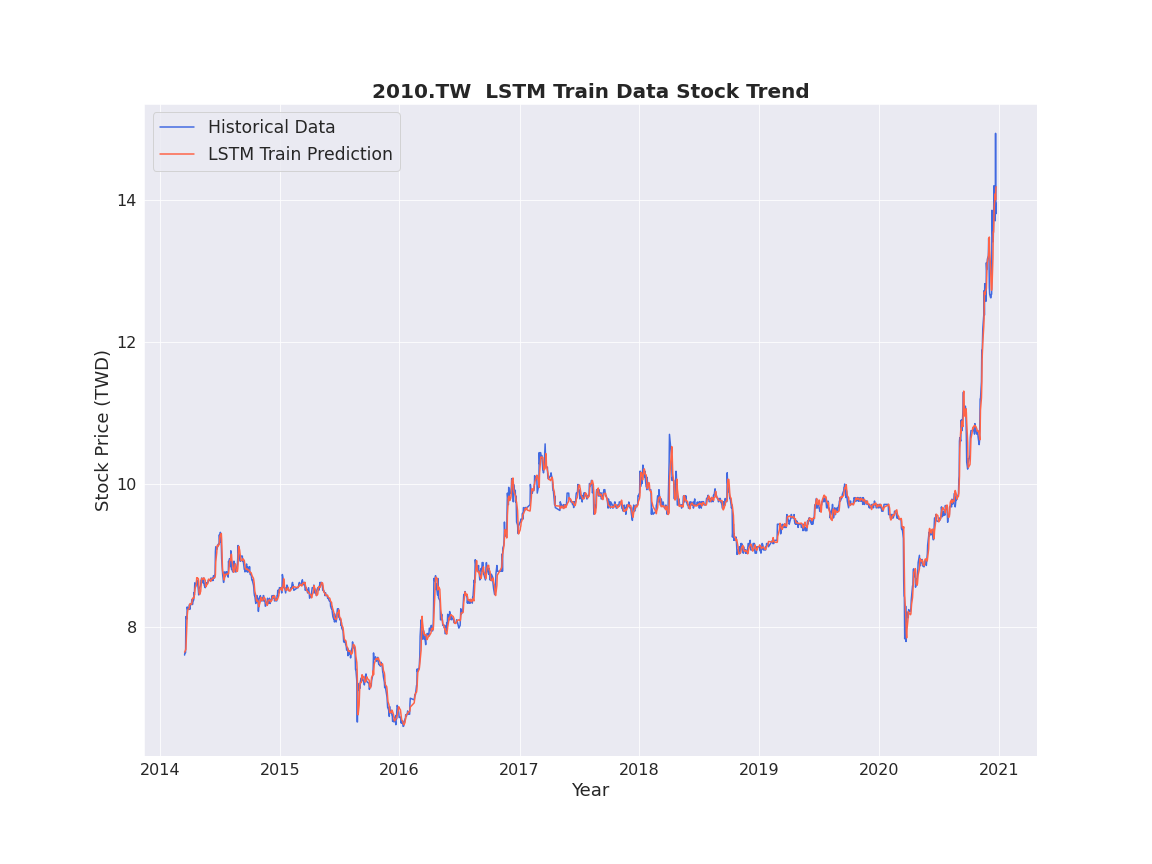 2010.TW  LSTM Train Data Stock Trend
Historical Data
LSTM Train Prediction
14
12
10
8
Stock Price (TWD)
2014 2015 2016 2017 2018 2019 2020 2021
Year